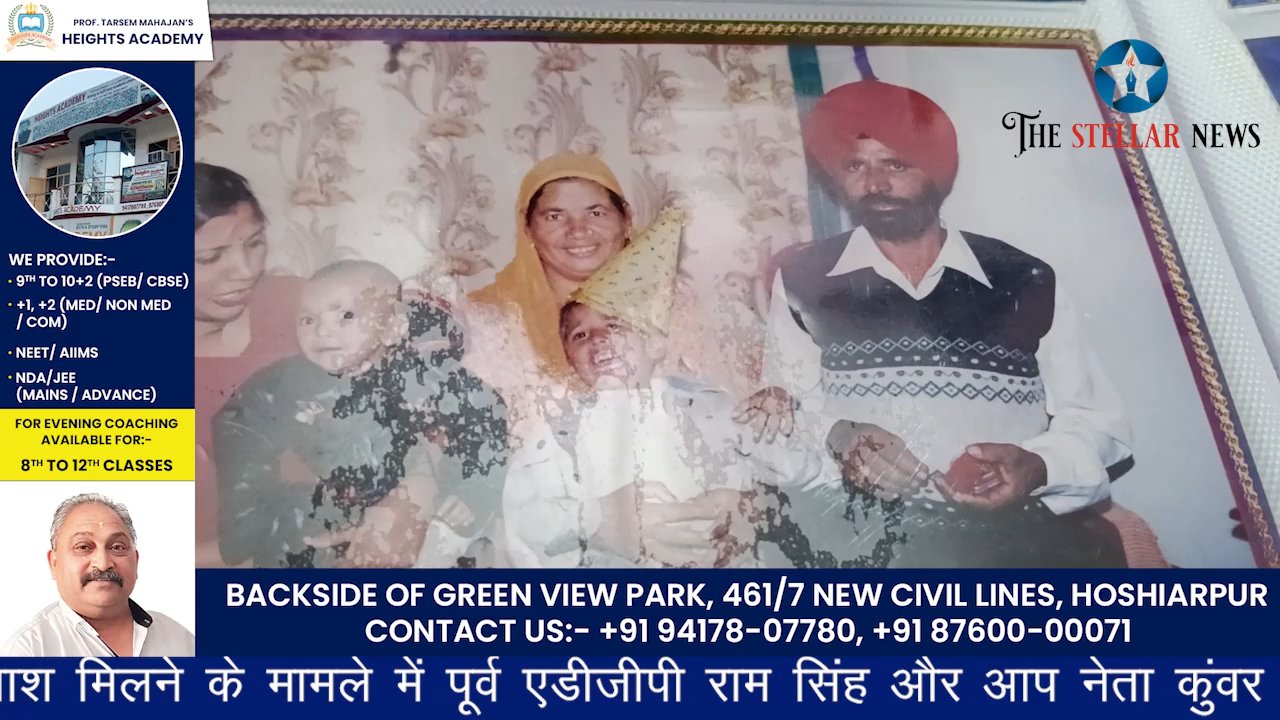 PROF. TARSEM MAHAJAN'S
HEIGHTS ACADEMY
HEIGHTS ACADEMY
WE PROVIDE:-
• 9TH TO 10+2 (PSEB/ CBSE)
• +1, +2 (MED/ NON MED
/ COM)
• NEET/ AIIMS
• NDA/JEE
(MAINS / ADVANCE)
FOR EVENING COACHING
AVAILABLE FOR:-
8TH TO 12TH CLASSES
THE STELLAR NEWS
BACKSIDE OF GREEN VIEW PARK, 461/7 NEW CIVIL LINES, HOSHIARPUR
CONTACT US:- +91 94178-07780, +91 87600-00071
मिलने के मामले में पूर्व एडीजीपी राम सिंह और आप नेता कुंवर